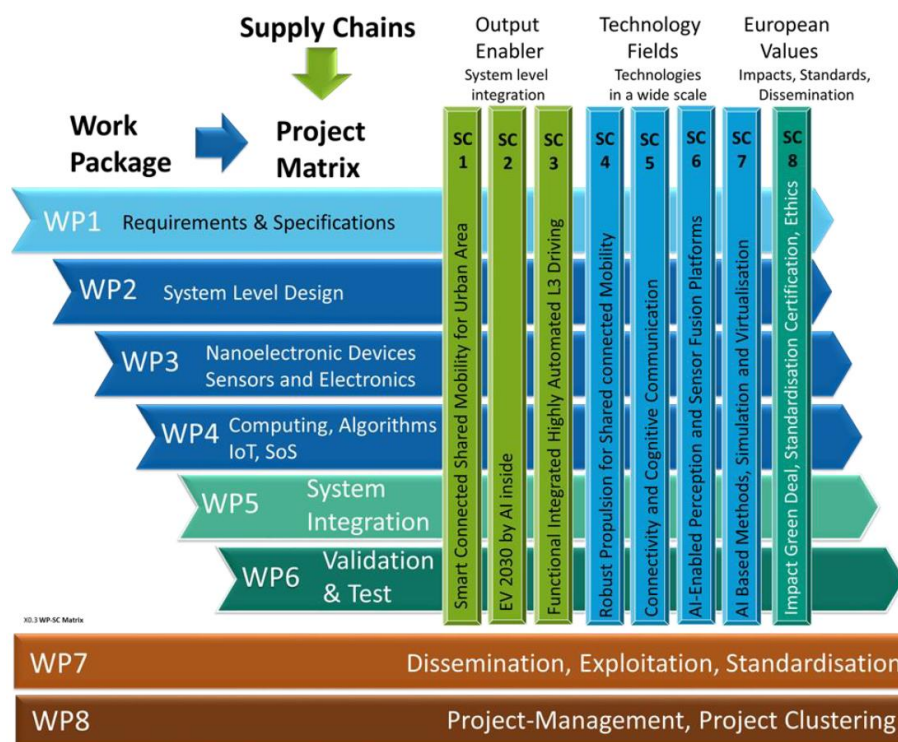 Supply Chains
Work
Package
Project
Matrix
Output
Enabler
System level
integration
Technology
Fields
Technologies
in a wide scale
European
Values
Impacts, Standards,
Dissemination
SC
1
Smart Connected Shared Mobility for Urban Area
SC
2
EV 2030 by AI inside
SC
3
Functional Integrated Highly Automated L3 Driving
SC
4
Robust Propulsion for Shared connected Mobility
SC
5
Connectivity and Cognitive Communication
SC
6
AI-Enabled Perception and Sensor Fusion Platforms
SC
7
AI Based Methods, Simulation and Virtualisation
SC
8
Impact Green Deal, Standardisation Certification, Ethics
WP1
Requirements & Specifications
WP2
System Level Design
WP3
Nanoelectronic Devices
Sensors and Electronics
WP4
Computing, Algorithms
IoT, SoS
WP5
System
Integration
WP6
Validation
& Test
X0.3 WP-SC Matrix
WP7
Dissemination, Exploitation, Standardisation
WP8
Project-Management, Project Clustering